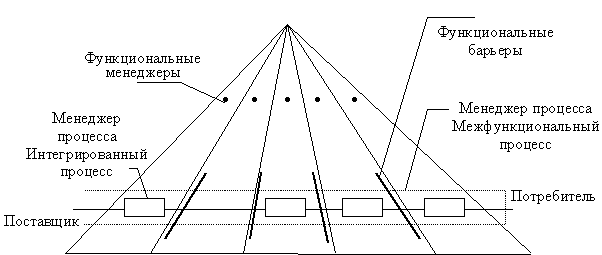 Функциональные
менеджеры
Функциональные
барьеры
Менеджер
процесса
Интегрированный
процесс
Менеджер процесса
Межфункциональный
процесс
Потребитель
Поставщик